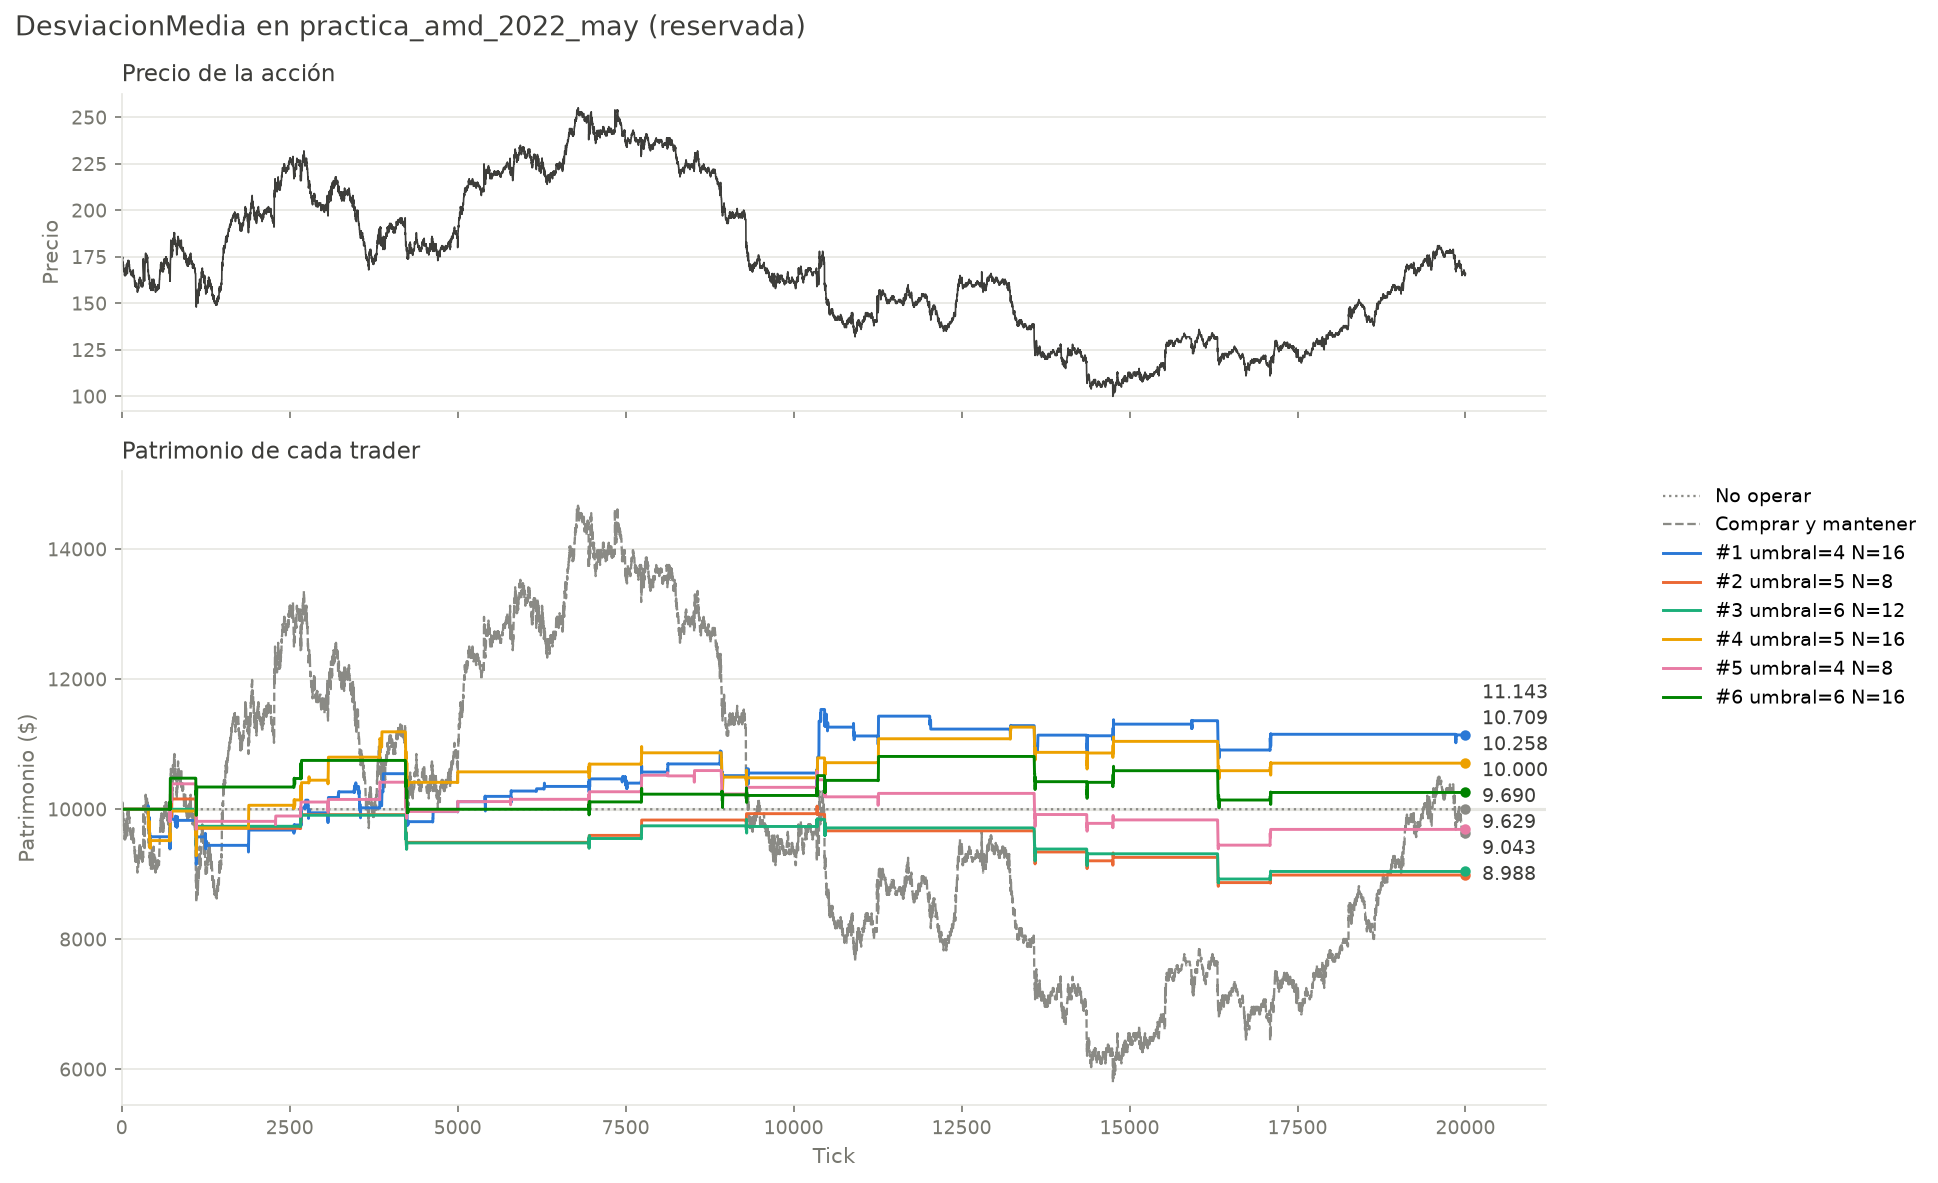 DesviacionMedia en practica_amd_2022_may (reservada)
Precio de la acción
Precio
250
225
200
175
150
125
100
Patrimonio de cada trader
Patrimonio ($)
14000
12000
10000
8000
6000
0
2500
5000
7500
10000
12500
15000
17500
20000
Tick
11.143
10.709
10.258
10.000
9.690
9.629
9.043
8.988
No operar
Comprar y mantener
#1 umbral=4 N=16
#2 umbral=5 N=8
#3 umbral=6 N=12
#4 umbral=5 N=16
#5 umbral=4 N=8
#6 umbral=6 N=16